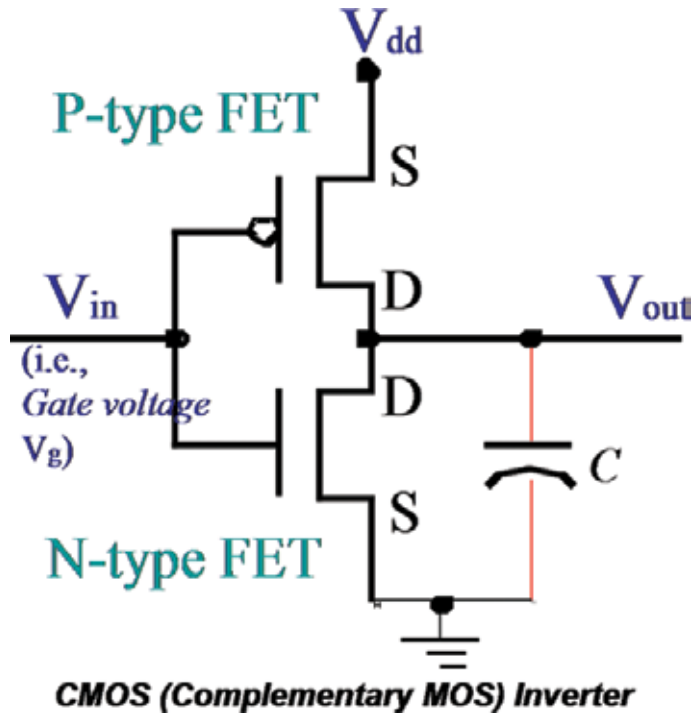 Vdd
P-type FET
S
Vin
D
Vout
(i.e.,
Gate voltage
Vg)
D
C
S
N-type FET
CMOS (Complementary MOS) Inverter